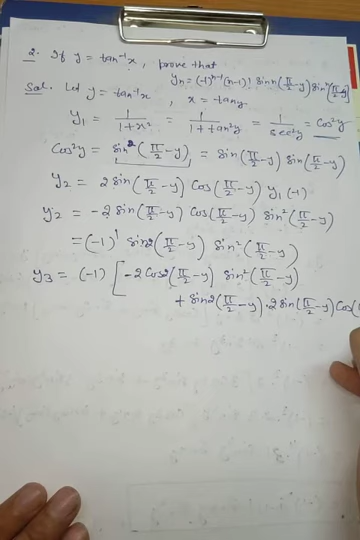 2. If y = tan⁻¹x, prove that
yₙ = (-1)ⁿ⁻¹ (n-1)! sin n(π/2 - y) sinⁿ(π/2 - y)
Sol. Let y = tan⁻¹x, x = tan y
y₁ = 1/(1+x²) = 1/(1+tan²y) = 1/sec²y = cos²y
cos²y = sin²(π/2 - y) = sin(π/2 - y) sin(π/2 - y)
y₂ = 2 sin(π/2 - y) cos(π/2 - y) y₁ (-1)
y₂ = -2 sin(π/2 - y) cos(π/2 - y) sin²(π/2 - y)
= (-1)¹ sin2(π/2 - y) sin²(π/2 - y)
y₃ = (-1) [ -2 cos2(π/2 - y) sin²(π/2 - y)
+ sin2(π/2 - y) · 2 sin(π/2 - y) cos(